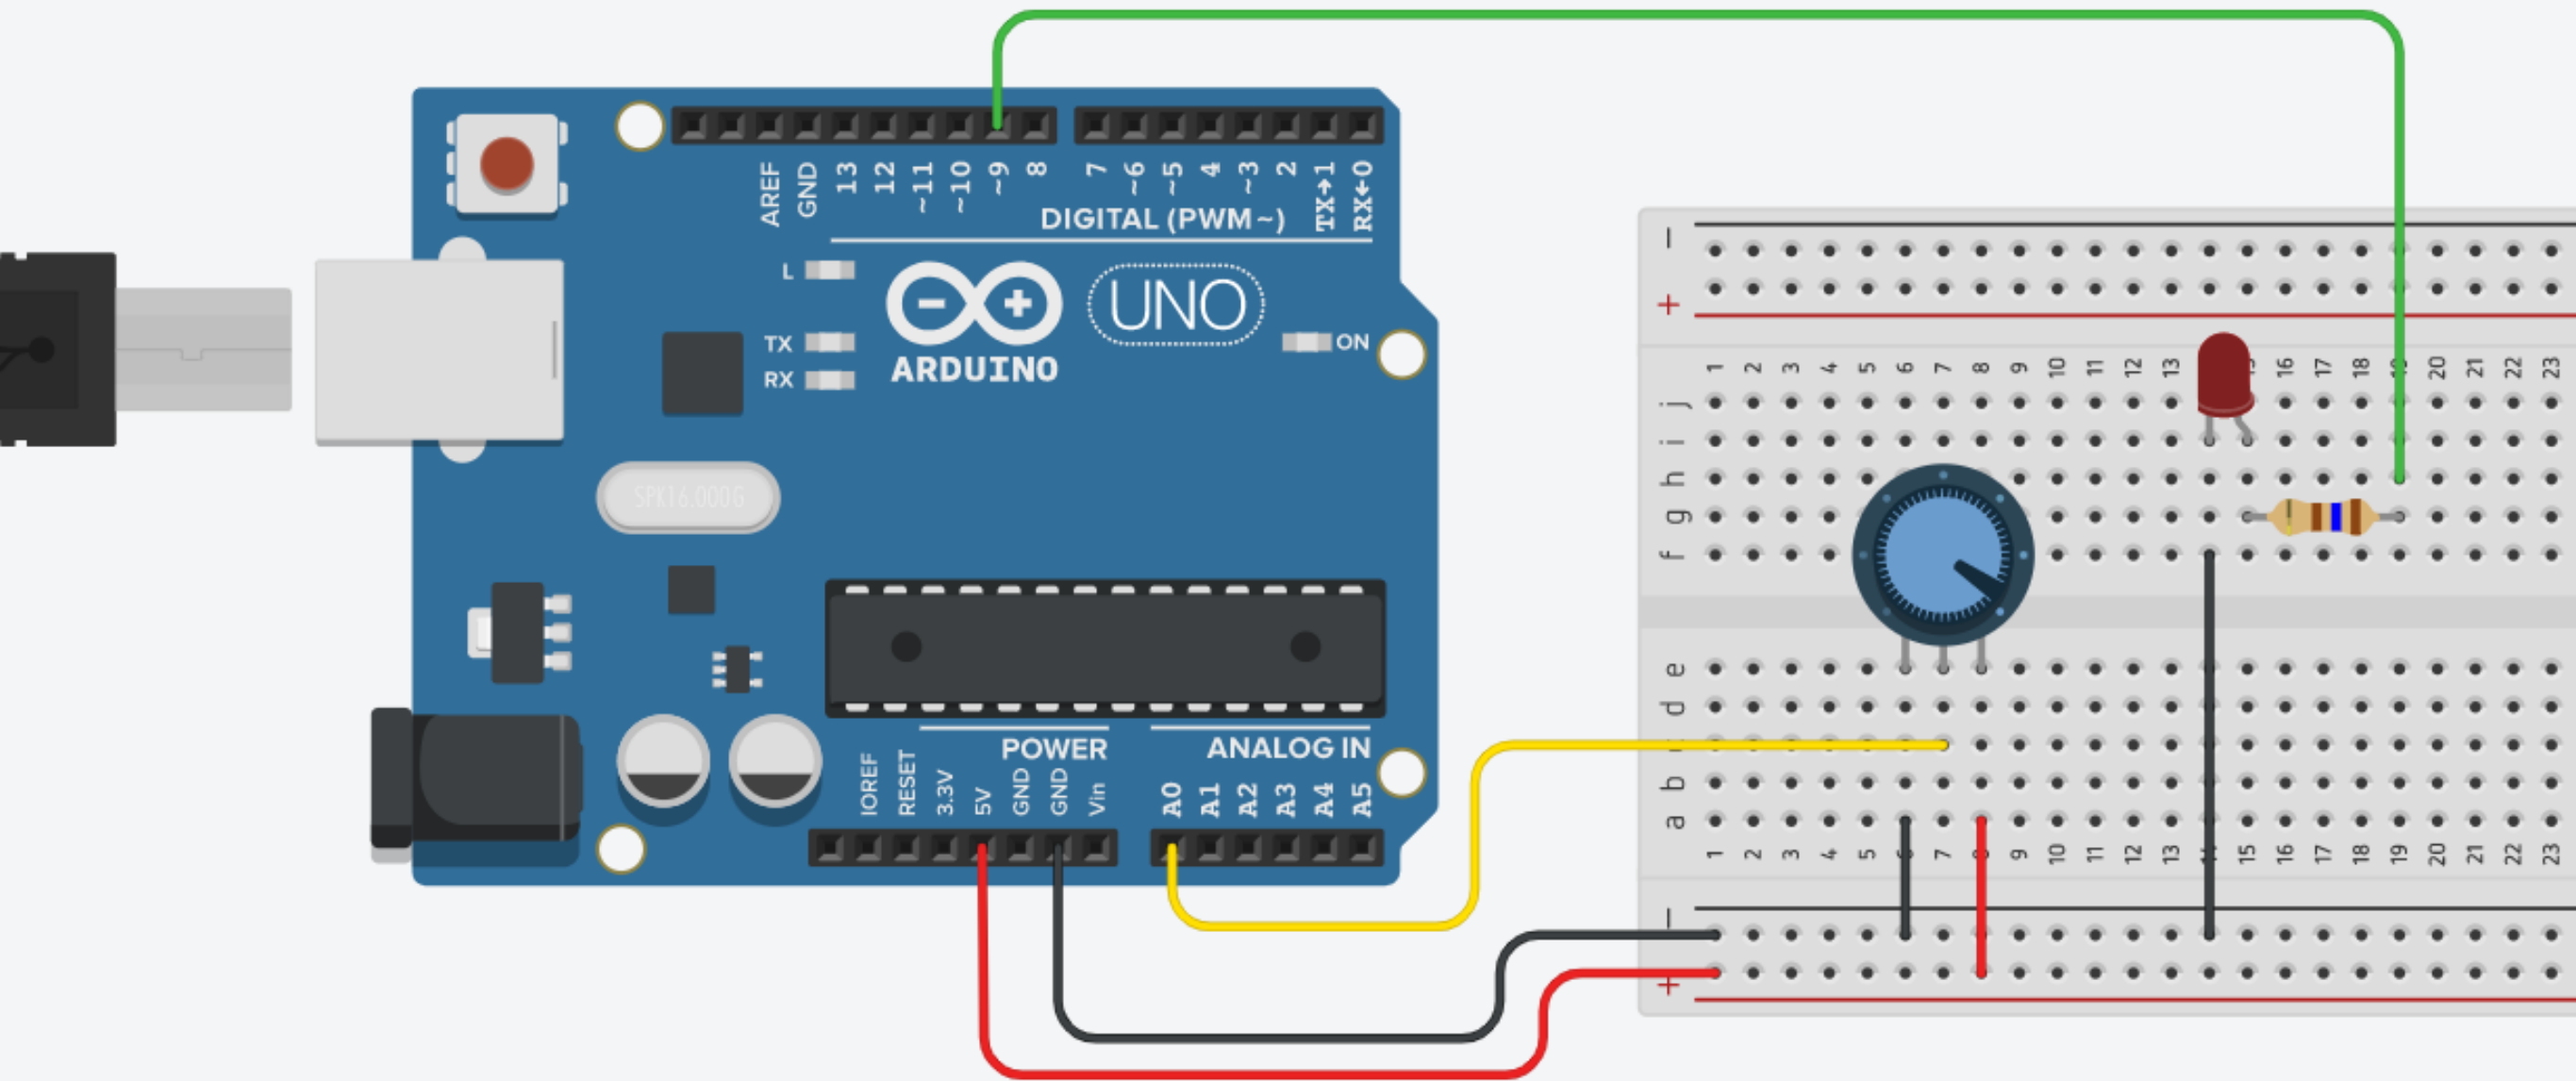 AREF GND 13 12 ~11 ~10 ~9 8 7 ~6 ~5 4 ~3 2 TX→1 RX←0
DIGITAL (PWM~)
L
TX
RX
UNO
ON
ARDUINO
SPK16.000G
POWER
ANALOG IN
IOREF RESET 3.3V 5V GND GND Vin A0 A1 A2 A3 A4 A5
−
+
1 2 3 4 5 6 7 8 9 10 11 12 13 16 17 18 20 21 22 23
j
i
h
g
f
e
d
b
a
1 2 3 4 5 7 9 10 11 12 13 15 16 17 18 19 20 21 22 23
−
+